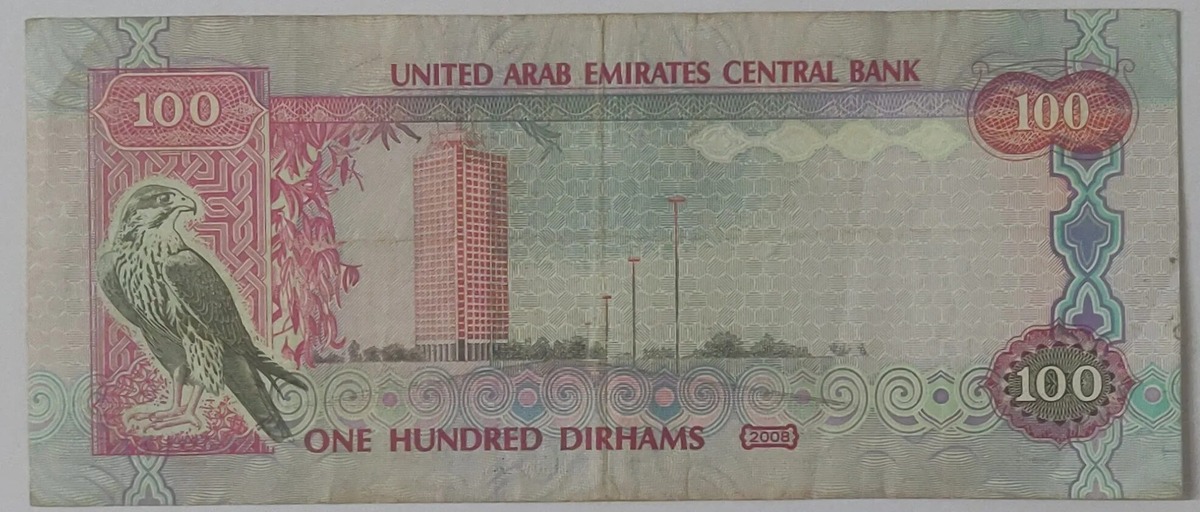 UNITED ARAB EMIRATES CENTRAL BANK
100
100
100
ONE HUNDRED DIRHAMS 2008